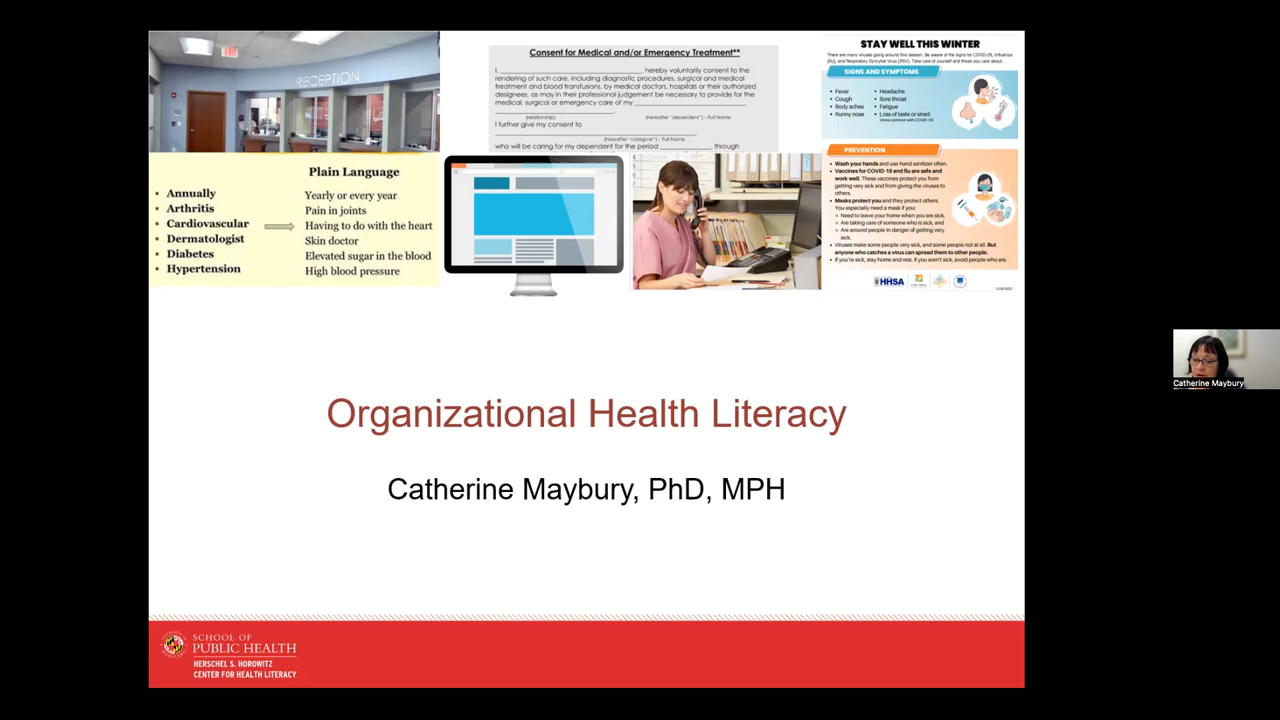 RECEPTION
Consent for Medical and/or Emergency Treatment**
I, ______________________, hereby voluntarily consent to the
rendering of such care, including diagnostic procedures, surgical and medical
treatment and blood transfusions, by medical doctors, hospitals or their authorized
designees, as may in their professional judgement be necessary to provide for the
medical, surgical or emergency care of my ______________________
(relationship) (hereafter "dependent") - Full Name
I further give my consent to
(hereafter "caregiver") - Full Name
who will be caring for my dependent for the period ____________ through
STAY WELL THIS WINTER
There are many viruses going around this season. Be aware of the signs for COVID-19, Influenza
(flu), and Respiratory Syncytial Virus (RSV). Take care of yourself and those you care about.
SIGNS AND SYMPTOMS
• Fever
• Cough
• Body aches
• Runny nose
• Headache
• Sore throat
• Fatigue
• Loss of taste or smell
(more common with COVID-19)
PREVENTION
• Wash your hands and use hand sanitizer often.
• Vaccines for COVID-19 and flu are safe and
work well. These vaccines protect you from
getting very sick and from giving the viruses to
others.
• Masks protect you and they protect others.
You especially need a mask if you:
Need to leave your home when you are sick,
Are taking care of someone who is sick, and
Are around people in danger of getting very
sick.
• Viruses make some people very sick, and some people not at all. But
anyone who catches a virus can spread them to other people.
• If you're sick, stay home and rest. If you aren't sick, avoid people who are.
HHSA
Plain Language
▪ Annually
▪ Arthritis
▪ Cardiovascular
▪ Dermatologist
▪ Diabetes
▪ Hypertension
Yearly or every year
Pain in joints
Having to do with the heart
Skin doctor
Elevated sugar in the blood
High blood pressure
Organizational Health Literacy
Catherine Maybury, PhD, MPH
SCHOOL OF
PUBLIC HEALTH
HERSCHEL S. HOROWITZ
CENTER FOR HEALTH LITERACY
Catherine Maybury